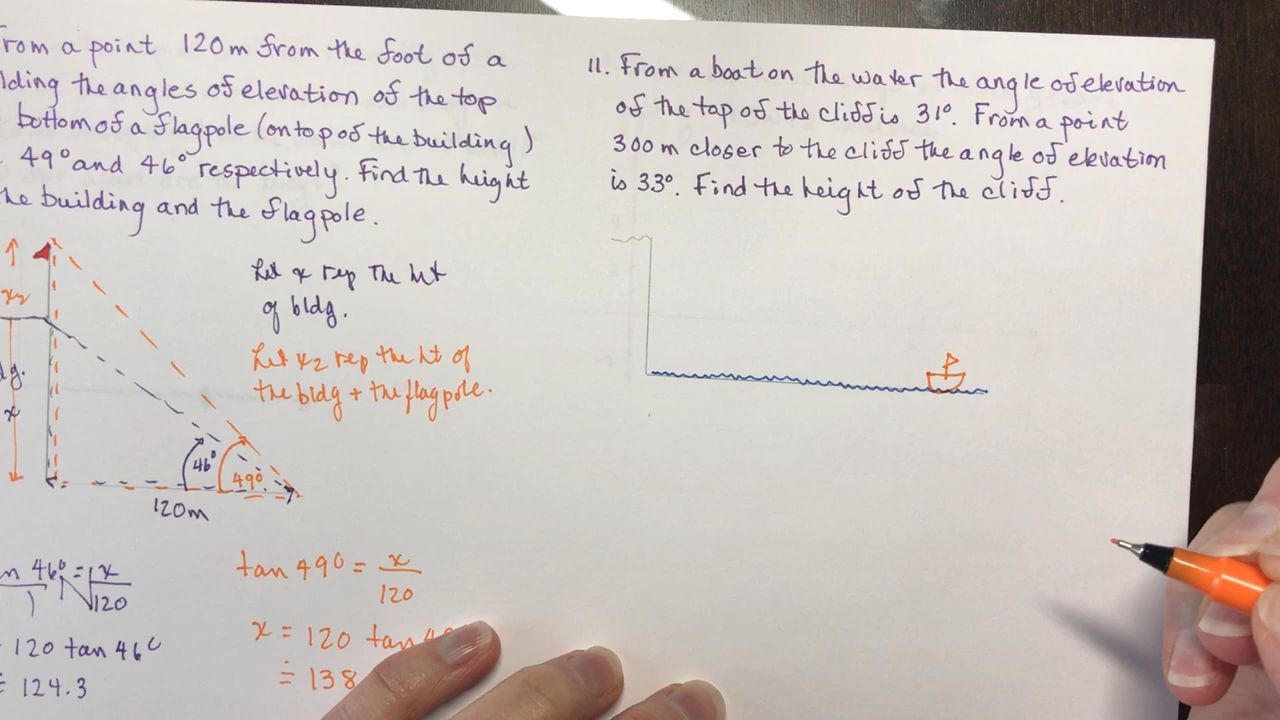 rom a point 120m from the foot of a
lding the angles of elevation of the top
bottom of a flagpole (on top of the building)
49° and 46° respectively. Find the height
he building and the flagpole.
Let x rep the ht
of bldg.
Let x2 rep the ht of
the bldg + the flagpole.
x2
dg.
x
46°
49°
120m
n 46° = x
120
)
= 120 tan 46°
≐ 124.3
tan 49° = x
120
x = 120 tan 4
≐ 138
11. From a boat on the water the angle of elevation
of the top of the cliff is 31°. From a point
300 m closer to the cliff the angle of elevation
is 33°. Find the height of the cliff.